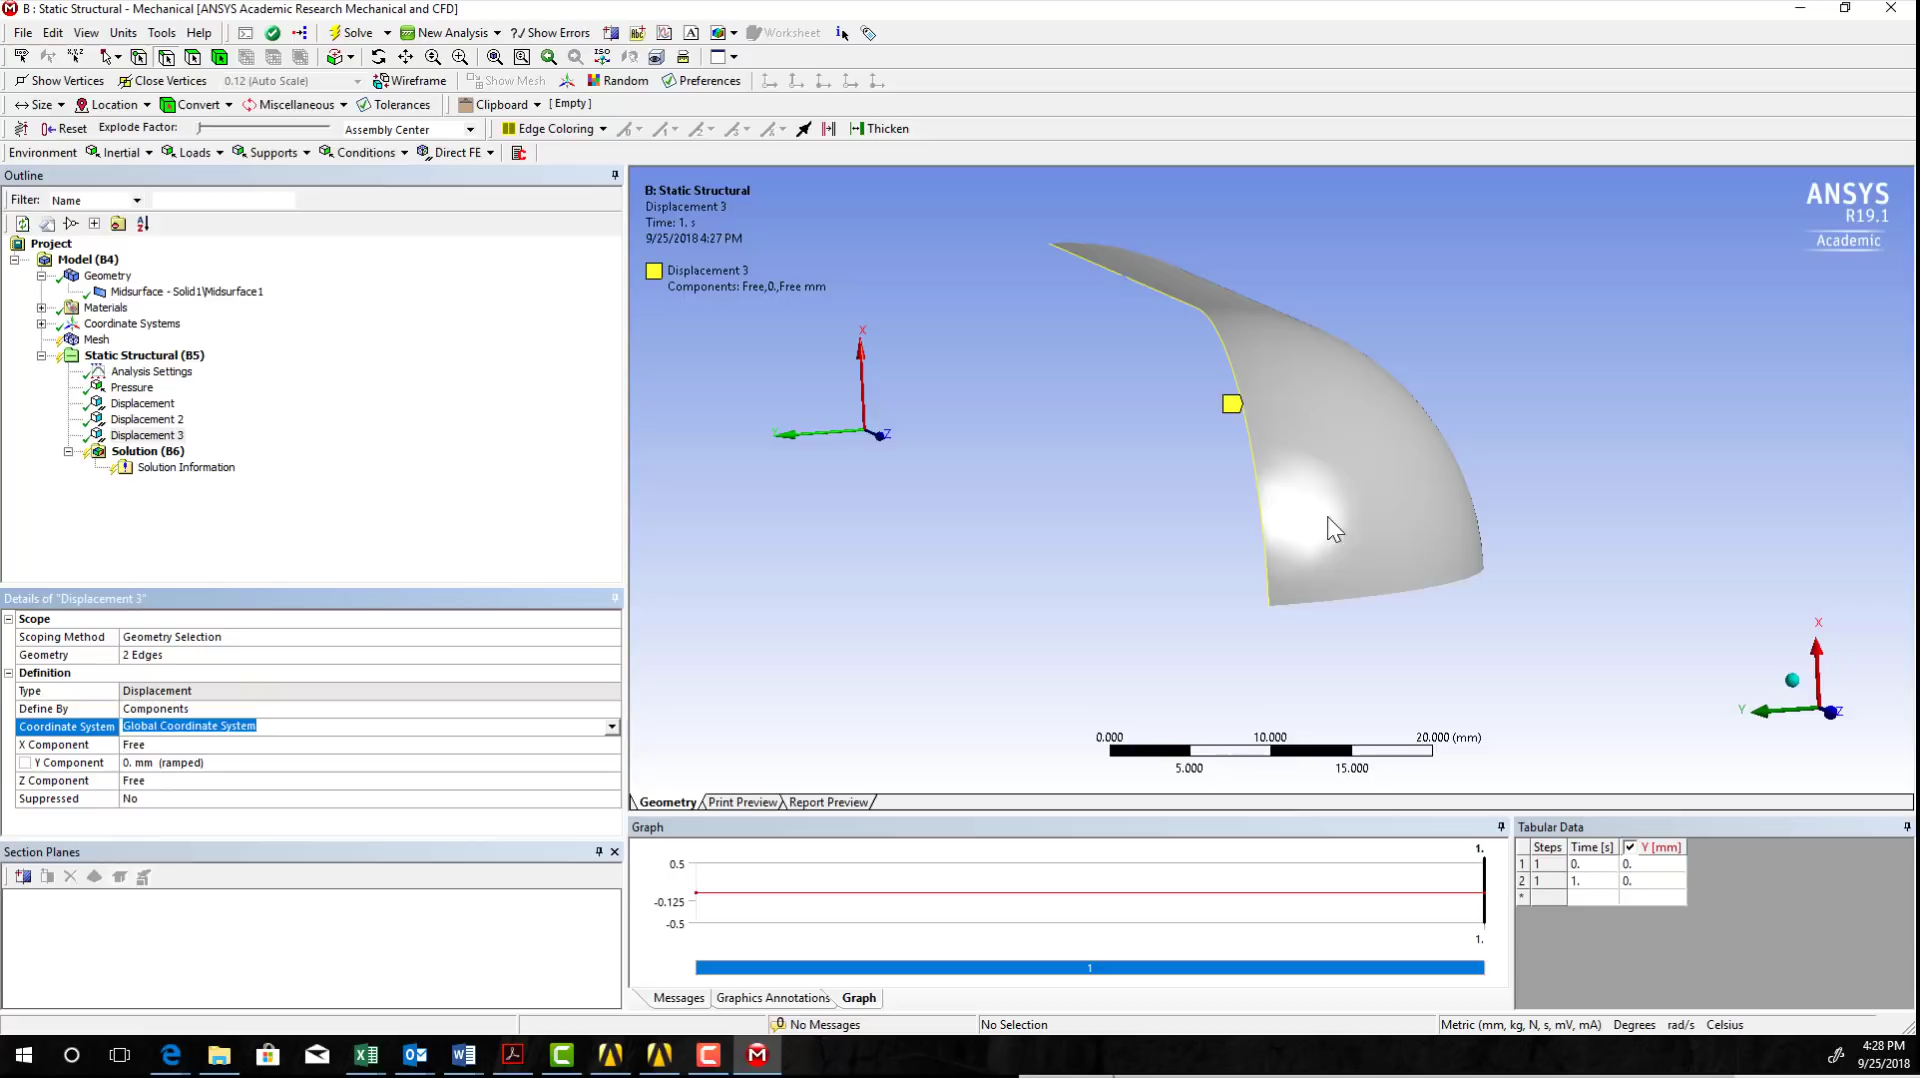 B : Static Structural - Mechanical [ANSYS Academic Research Mechanical and CFD]
File Edit View Units Tools Help Solve New Analysis ?/ Show Errors Worksheet
Show Vertices Close Vertices 0.12 (Auto Scale) Wireframe Show Mesh Random Preferences
Size Location Convert Miscellaneous Tolerances Clipboard [Empty]
Reset Explode Factor: Assembly Center Edge Coloring Thicken
Environment Inertial Loads Supports Conditions Direct FE
Outline
Filter: Name
Project
Model (B4)
Geometry
Midsurface - Solid1\Midsurface1
Materials
Coordinate Systems
Mesh
Static Structural (B5)
Analysis Settings
Pressure
Displacement
Displacement 2
Displacement 3
Solution (B6)
Solution Information
Details of "Displacement 3"
Scope
Scoping Method Geometry Selection
Geometry 2 Edges
Definition
Type Displacement
Define By Components
Coordinate System Global Coordinate System
X Component Free
Y Component 0. mm (ramped)
Z Component Free
Suppressed No
Section Planes
B: Static Structural
Displacement 3
Time: 1. s
9/25/2018 4:27 PM
Displacement 3
Components: Free,0.,Free mm
ANSYS
R19.1
Academic
X
Z
X
Y
Z
0.000 10.000 20.000 (mm)
5.000 15.000
Geometry Print Preview Report Preview
Graph
1.
0.5
-0.125
-0.5
1.
1
Messages Graphics Annotations Graph
Tabular Data
Steps Time [s] Y [mm]
1 1 0. 0.
2 1 1. 0.
*
0 No Messages No Selection Metric (mm, kg, N, s, mV, mA) Degrees rad/s Celsius
4:28 PM
9/25/2018